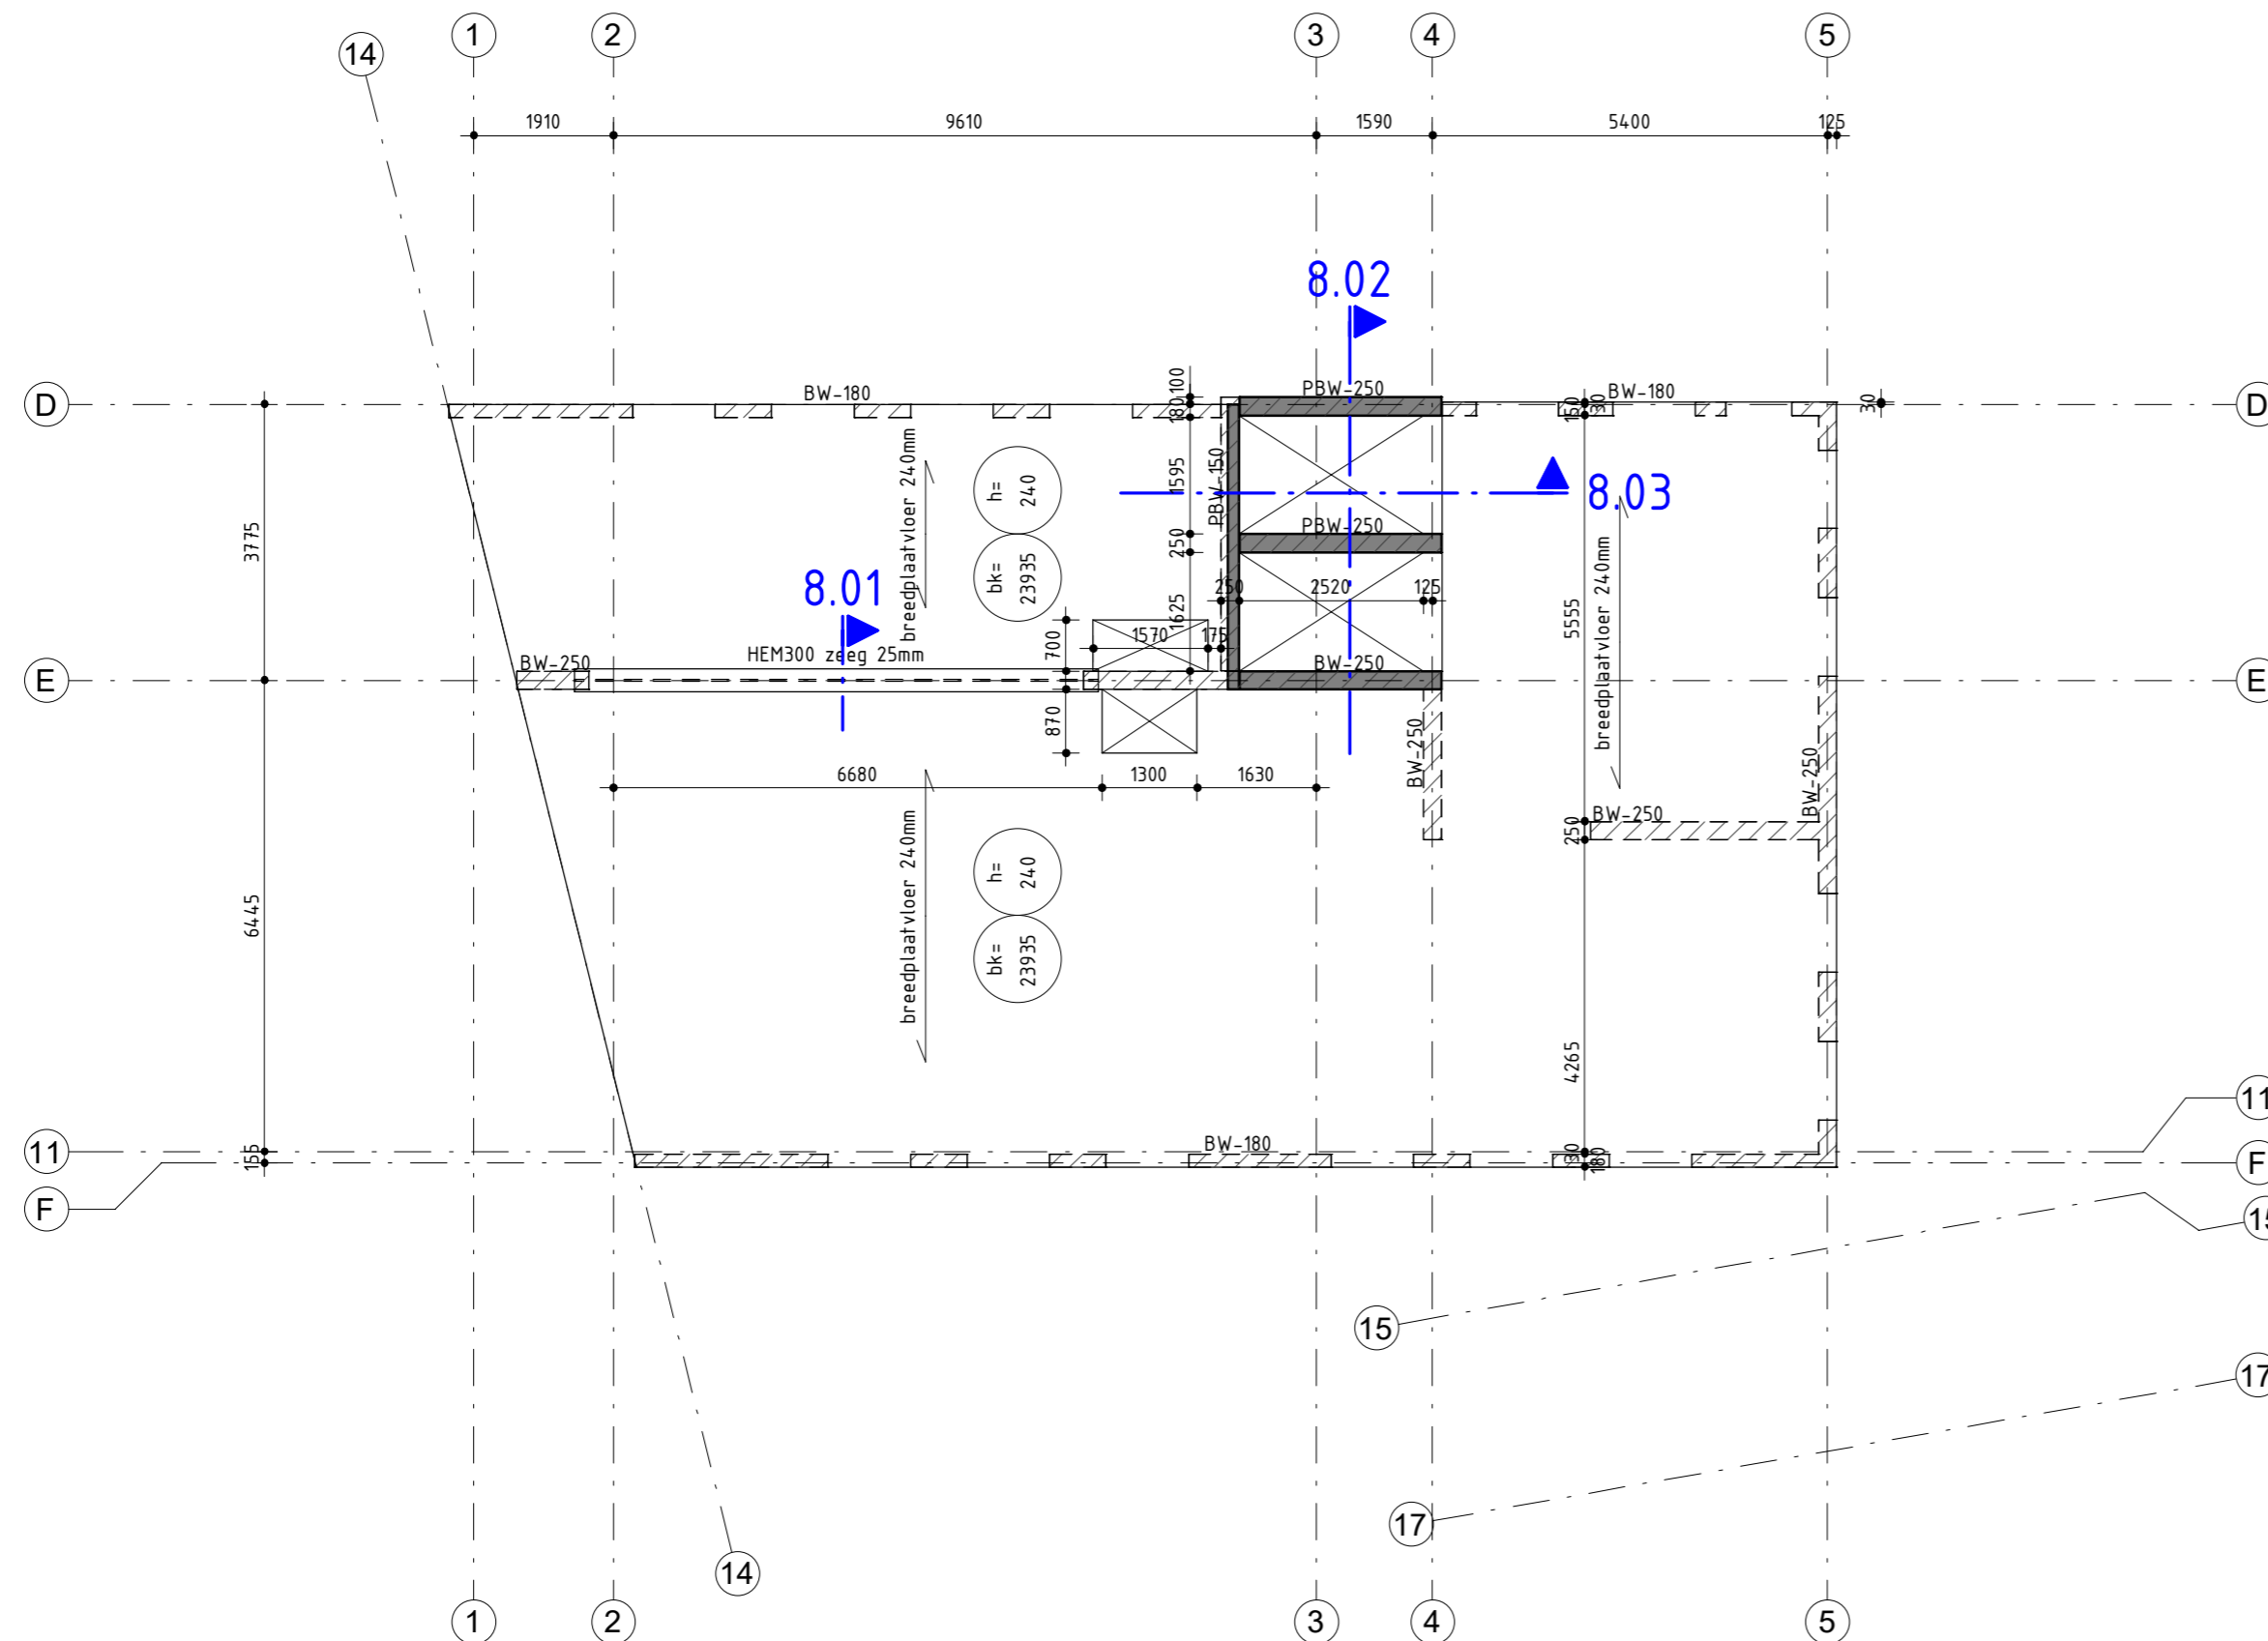 1
2
3
4
5
14
1910
9610
1590
5400
125
8.02
D
BW-180
PBW-250
BW-180
D
100
180
150
30
30
breedplaatvloer 240mm
h=
240
bk=
23935
PBW-150
1595
8.03
3775
PBW-250
250
8.01
250
2520
125
1625
breedplaatvloer 240mm
5555
700
1570
175
HEM300 zeeg 25mm
BW-250
BW-250
E
E
870
BW-250
6680
1300
1630
BW-250
BW-250
250
breedplaatvloer 240mm
h=
240
bk=
23935
6445
4265
11
11
BW-180
155
30
180
F
F
15
15
17
17
14
1
2
3
4
5